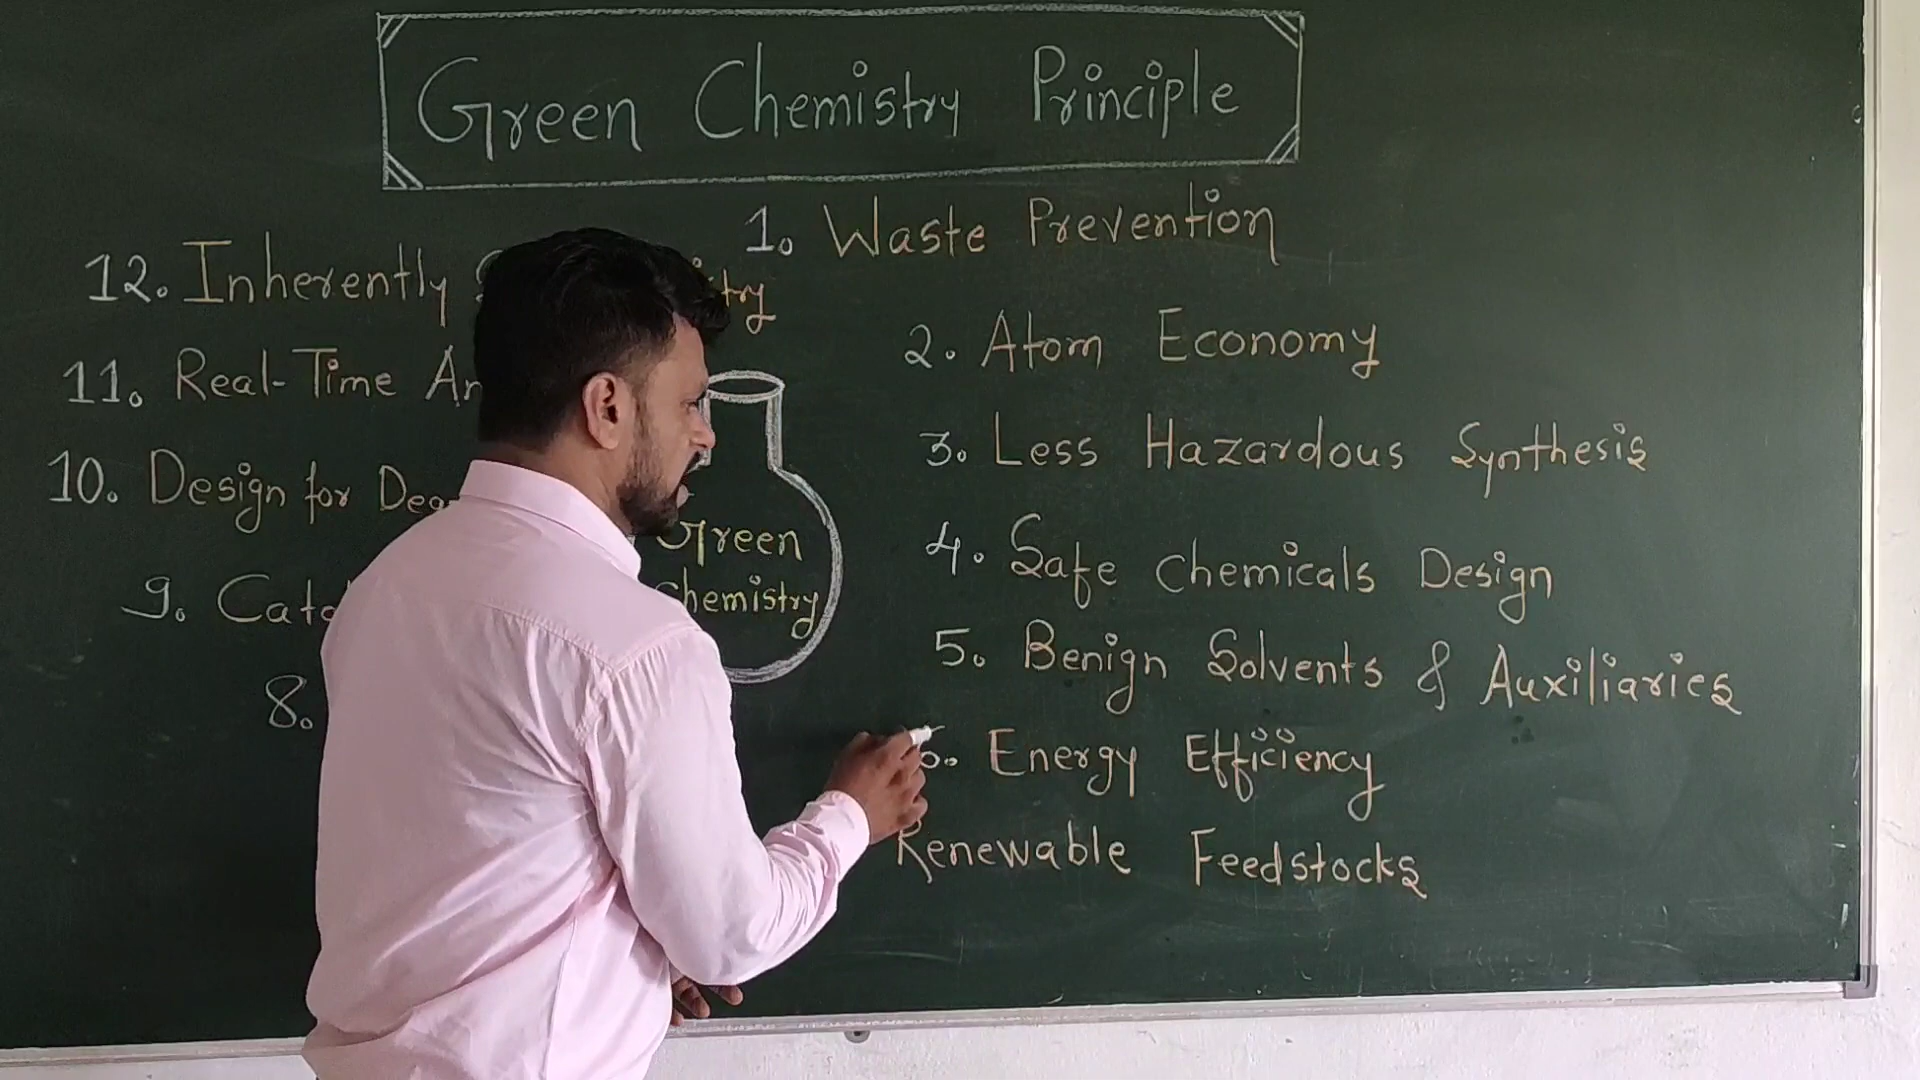 Green Chemistry Principle
1. Waste Prevention
2. Atom Economy
3. Less Hazardous Synthesis
4. Safe Chemicals Design
5. Benign Solvents & Auxiliaries
6. Energy Efficiency
Renewable Feedstocks
8.
9.
10. Design for
11. Real-Time
12. Inherently
Green
Chemistry